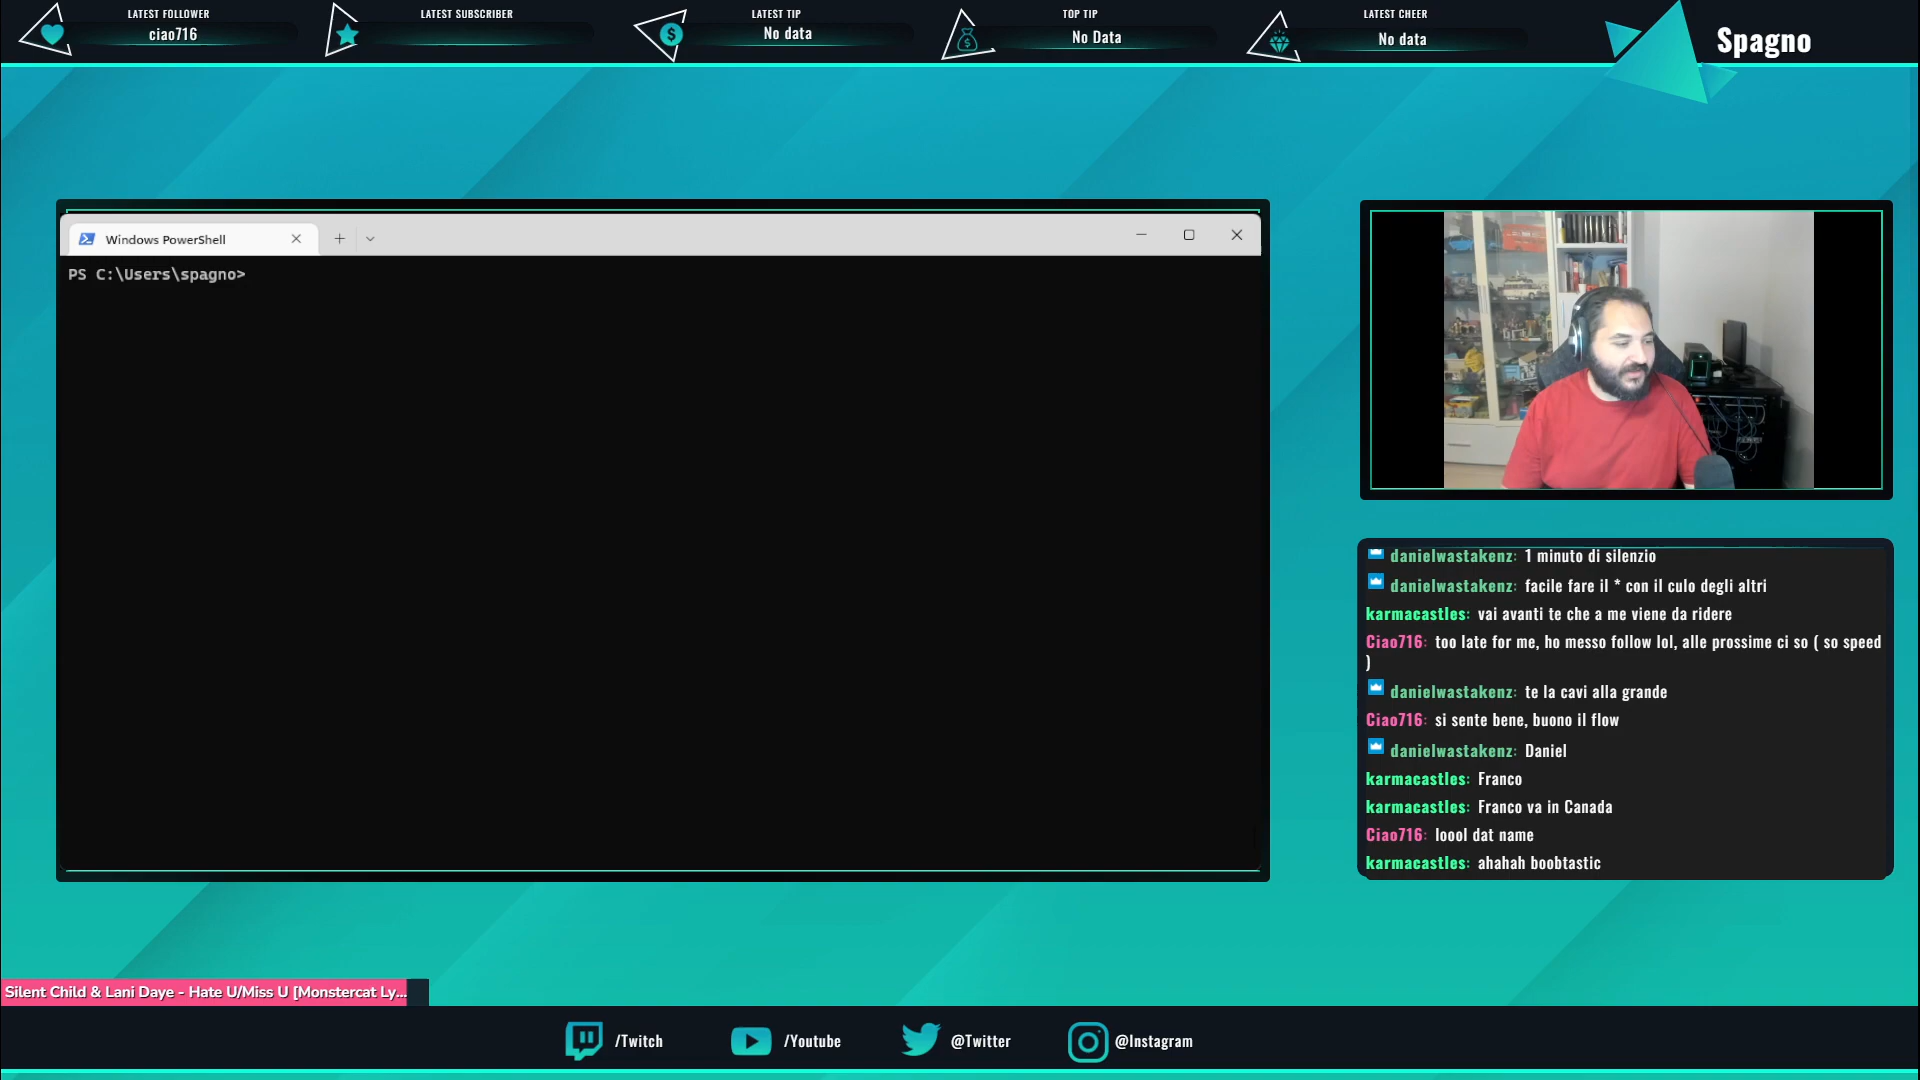 LATEST FOLLOWER
ciao716
LATEST SUBSCRIBER
LATEST TIP
No data
TOP TIP
No Data
LATEST CHEER
No data
Spagno
Windows PowerShell
PS C:\Users\spagno>
danielwastakenz: 1 minuto di silenzio
danielwastakenz: facile fare il * con il culo degli altri
karmacastles: vai avanti te che a me viene da ridere
Ciao716: too late for me, ho messo follow lol, alle prossime ci so ( so speed
)
danielwastakenz: te la cavi alla grande
Ciao716: si sente bene, buono il flow
danielwastakenz: Daniel
karmacastles: Franco
karmacastles: Franco va in Canada
Ciao716: loool dat name
karmacastles: ahahah boobtastic
Silent Child & Lani Daye - Hate U/Miss U [Monstercat Ly...
/Twitch
/Youtube
@Twitter
@Instagram